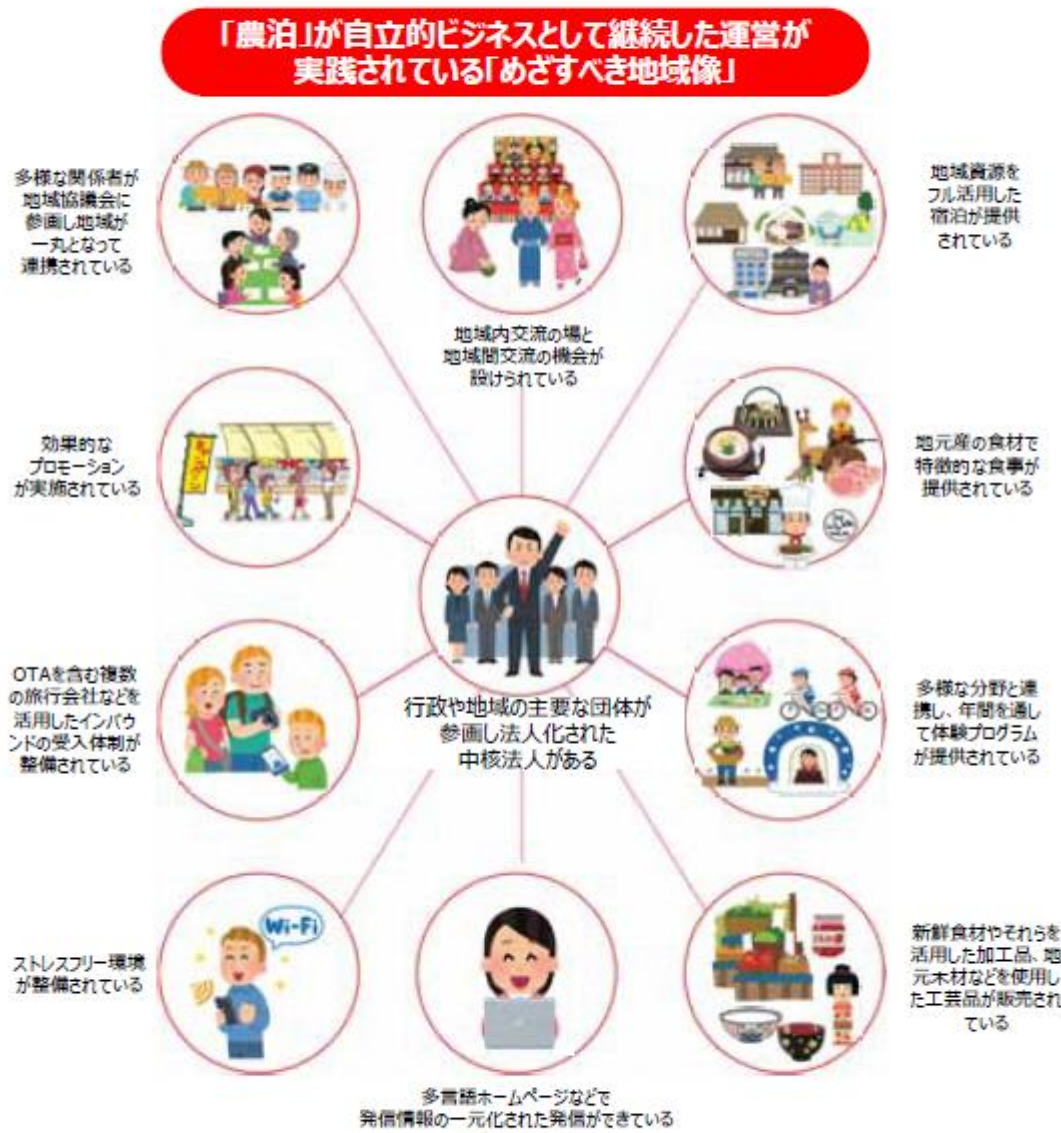 「農泊」が自立的ビジネスとして継続した運営が
実践されている「めざすべき地域像」
多様な関係者が
地域協議会に
参画し地域が
一丸となって
連携されている
地域内交流の場と
地域間交流の機会が
設けられている
地域資源を
フル活用した
宿泊が提供
されている
効果的な
プロモーション
が実施されている
地元産の食材で
特徴的な食事が
提供されている
行政や地域の主要な団体が
参画し法人化された
中核法人がある
OTAを含む複数
の旅行会社などを
活用したインバウ
ンドの受入体制が
整備されている
多様な分野と連
携し、年間を通し
て体験プログラム
が提供されている
Wi-Fi
ストレスフリー環境
が整備されている
多言語ホームページなどで
発信情報の一元化された発信ができている
新鮮食材やそれらを
活用した加工品、地
元木材などを使用し
た工芸品が販売され
ている